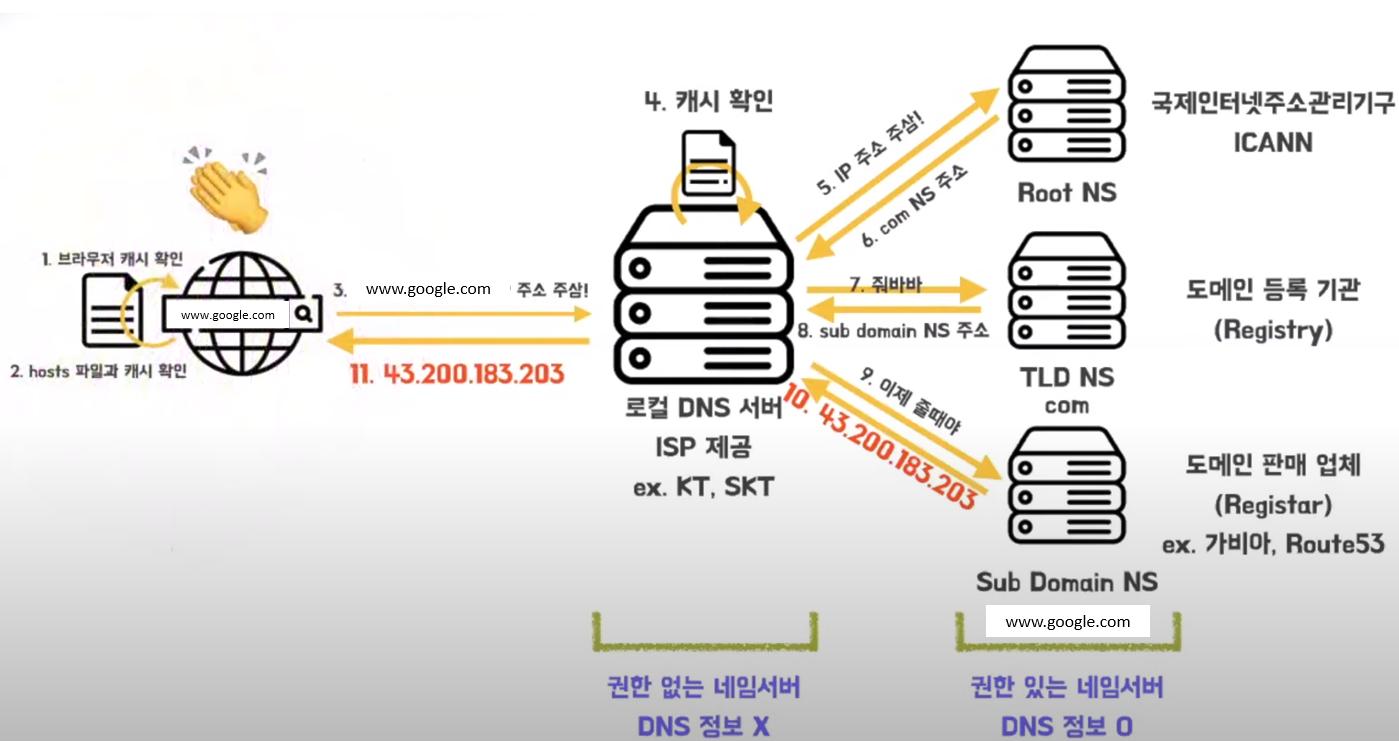 1. 브라우저 캐시 확인
www.google.com
2. hosts 파일과 캐시 확인
3. www.google.com 주소 주삼!
11. 43.200.183.203
4. 캐시 확인
로컬 DNS 서버
ISP 제공
ex. KT, SKT
5. IP 주소 주삼!
6. com NS 주소
7. 줘바바
8. sub domain NS 주소
9. 이제 줄때야
10. 43.200.183.203
Root NS
국제인터넷주소관리기구
ICANN
TLD NS
com
도메인 등록 기관
(Registry)
Sub Domain NS
www.google.com
도메인 판매 업체
(Registar)
ex. 가비아, Route53
권한 없는 네임서버
DNS 정보 X
권한 있는 네임서버
DNS 정보 O